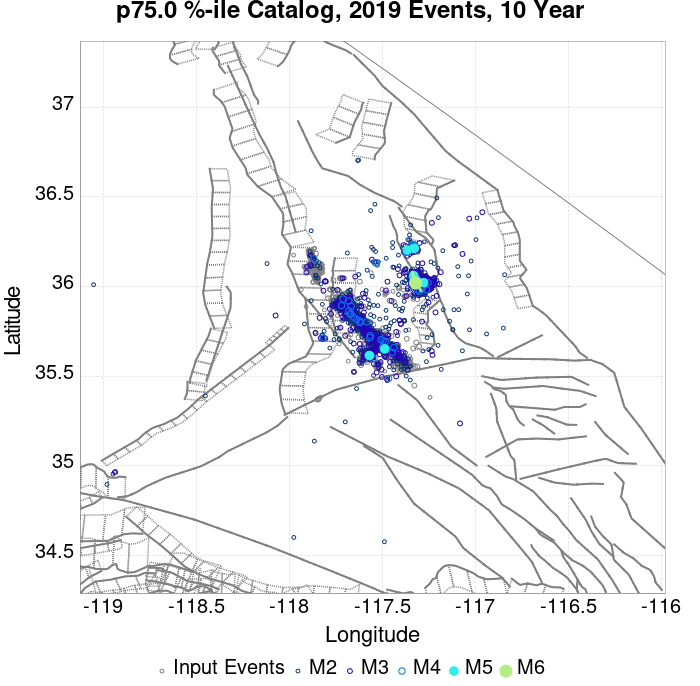 p75.0 %-ile Catalog, 2019 Events, 10 Year
Latitude
37
36.5
36
35.5
35
34.5
-119 -118.5 -118 -117.5 -117 -116.5 -116
Longitude
Input Events M2 M3 M4 M5 M6